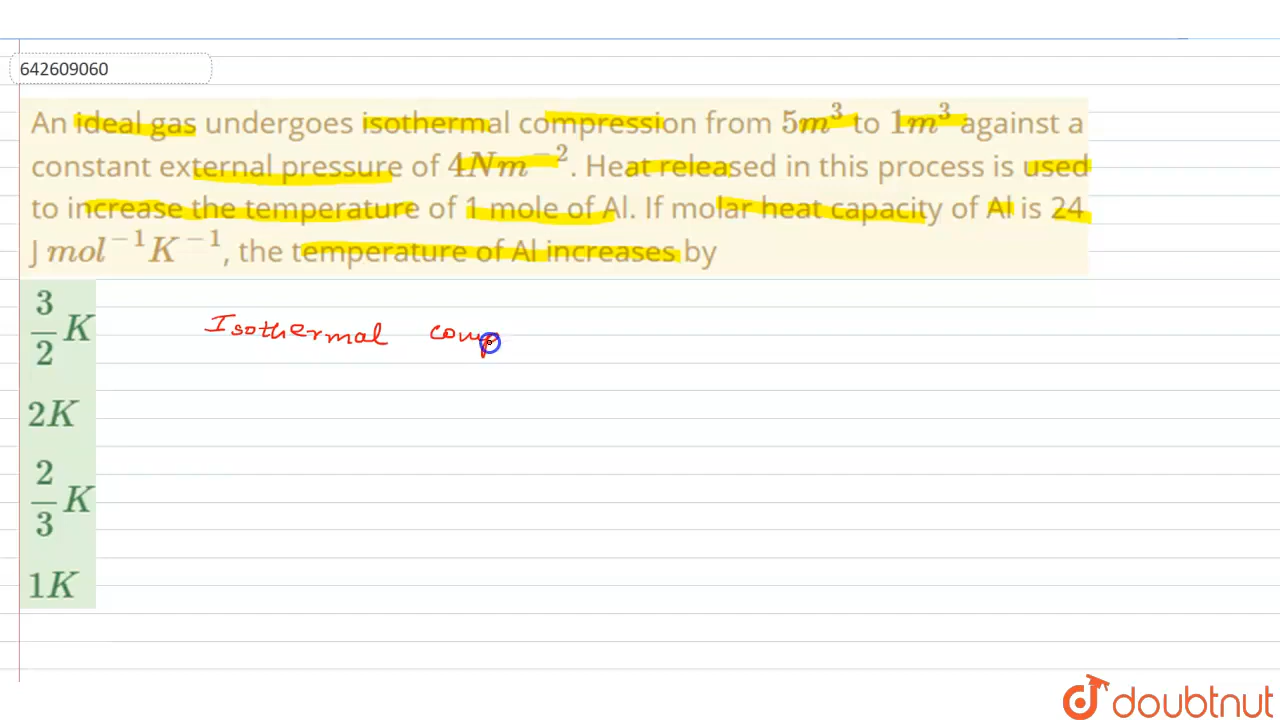 642609060
An ideal gas undergoes isothermal compression from 5m³ to 1m³ against a
constant external pressure of 4Nm⁻². Heat released in this process is used
to increase the temperature of 1 mole of Al. If molar heat capacity of Al is 24
J mol⁻¹K⁻¹, the temperature of Al increases by
3/2 K
Isothermal comp
2K
2/3 K
1K
doubtnut